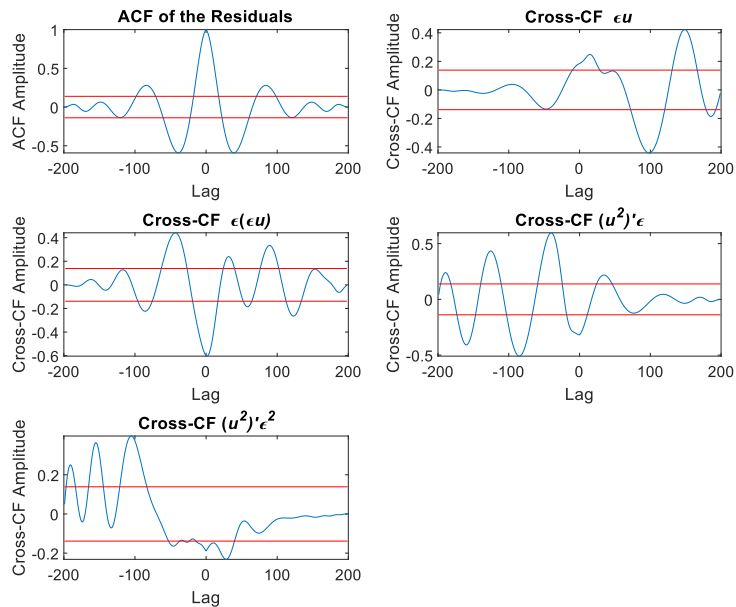 ACF of the Residuals
ACF Amplitude
1
0.5
0
-0.5
-200 -100 0 100 200
Lag
Cross-CF ϵu
Cross-CF Amplitude
0.4
0.2
0
-0.2
-0.4
-200 -100 0 100 200
Lag
Cross-CF ϵ(ϵu)
Cross-CF Amplitude
0.4
0.2
0
-0.2
-0.4
-0.6
-200 -100 0 100 200
Lag
Cross-CF (u²)'ϵ
Cross-CF Amplitude
0.5
0
-0.5
-200 -100 0 100 200
Lag
Cross-CF (u²)'ϵ²
Cross-CF Amplitude
0.2
0
-0.2
-200 -100 0 100 200
Lag